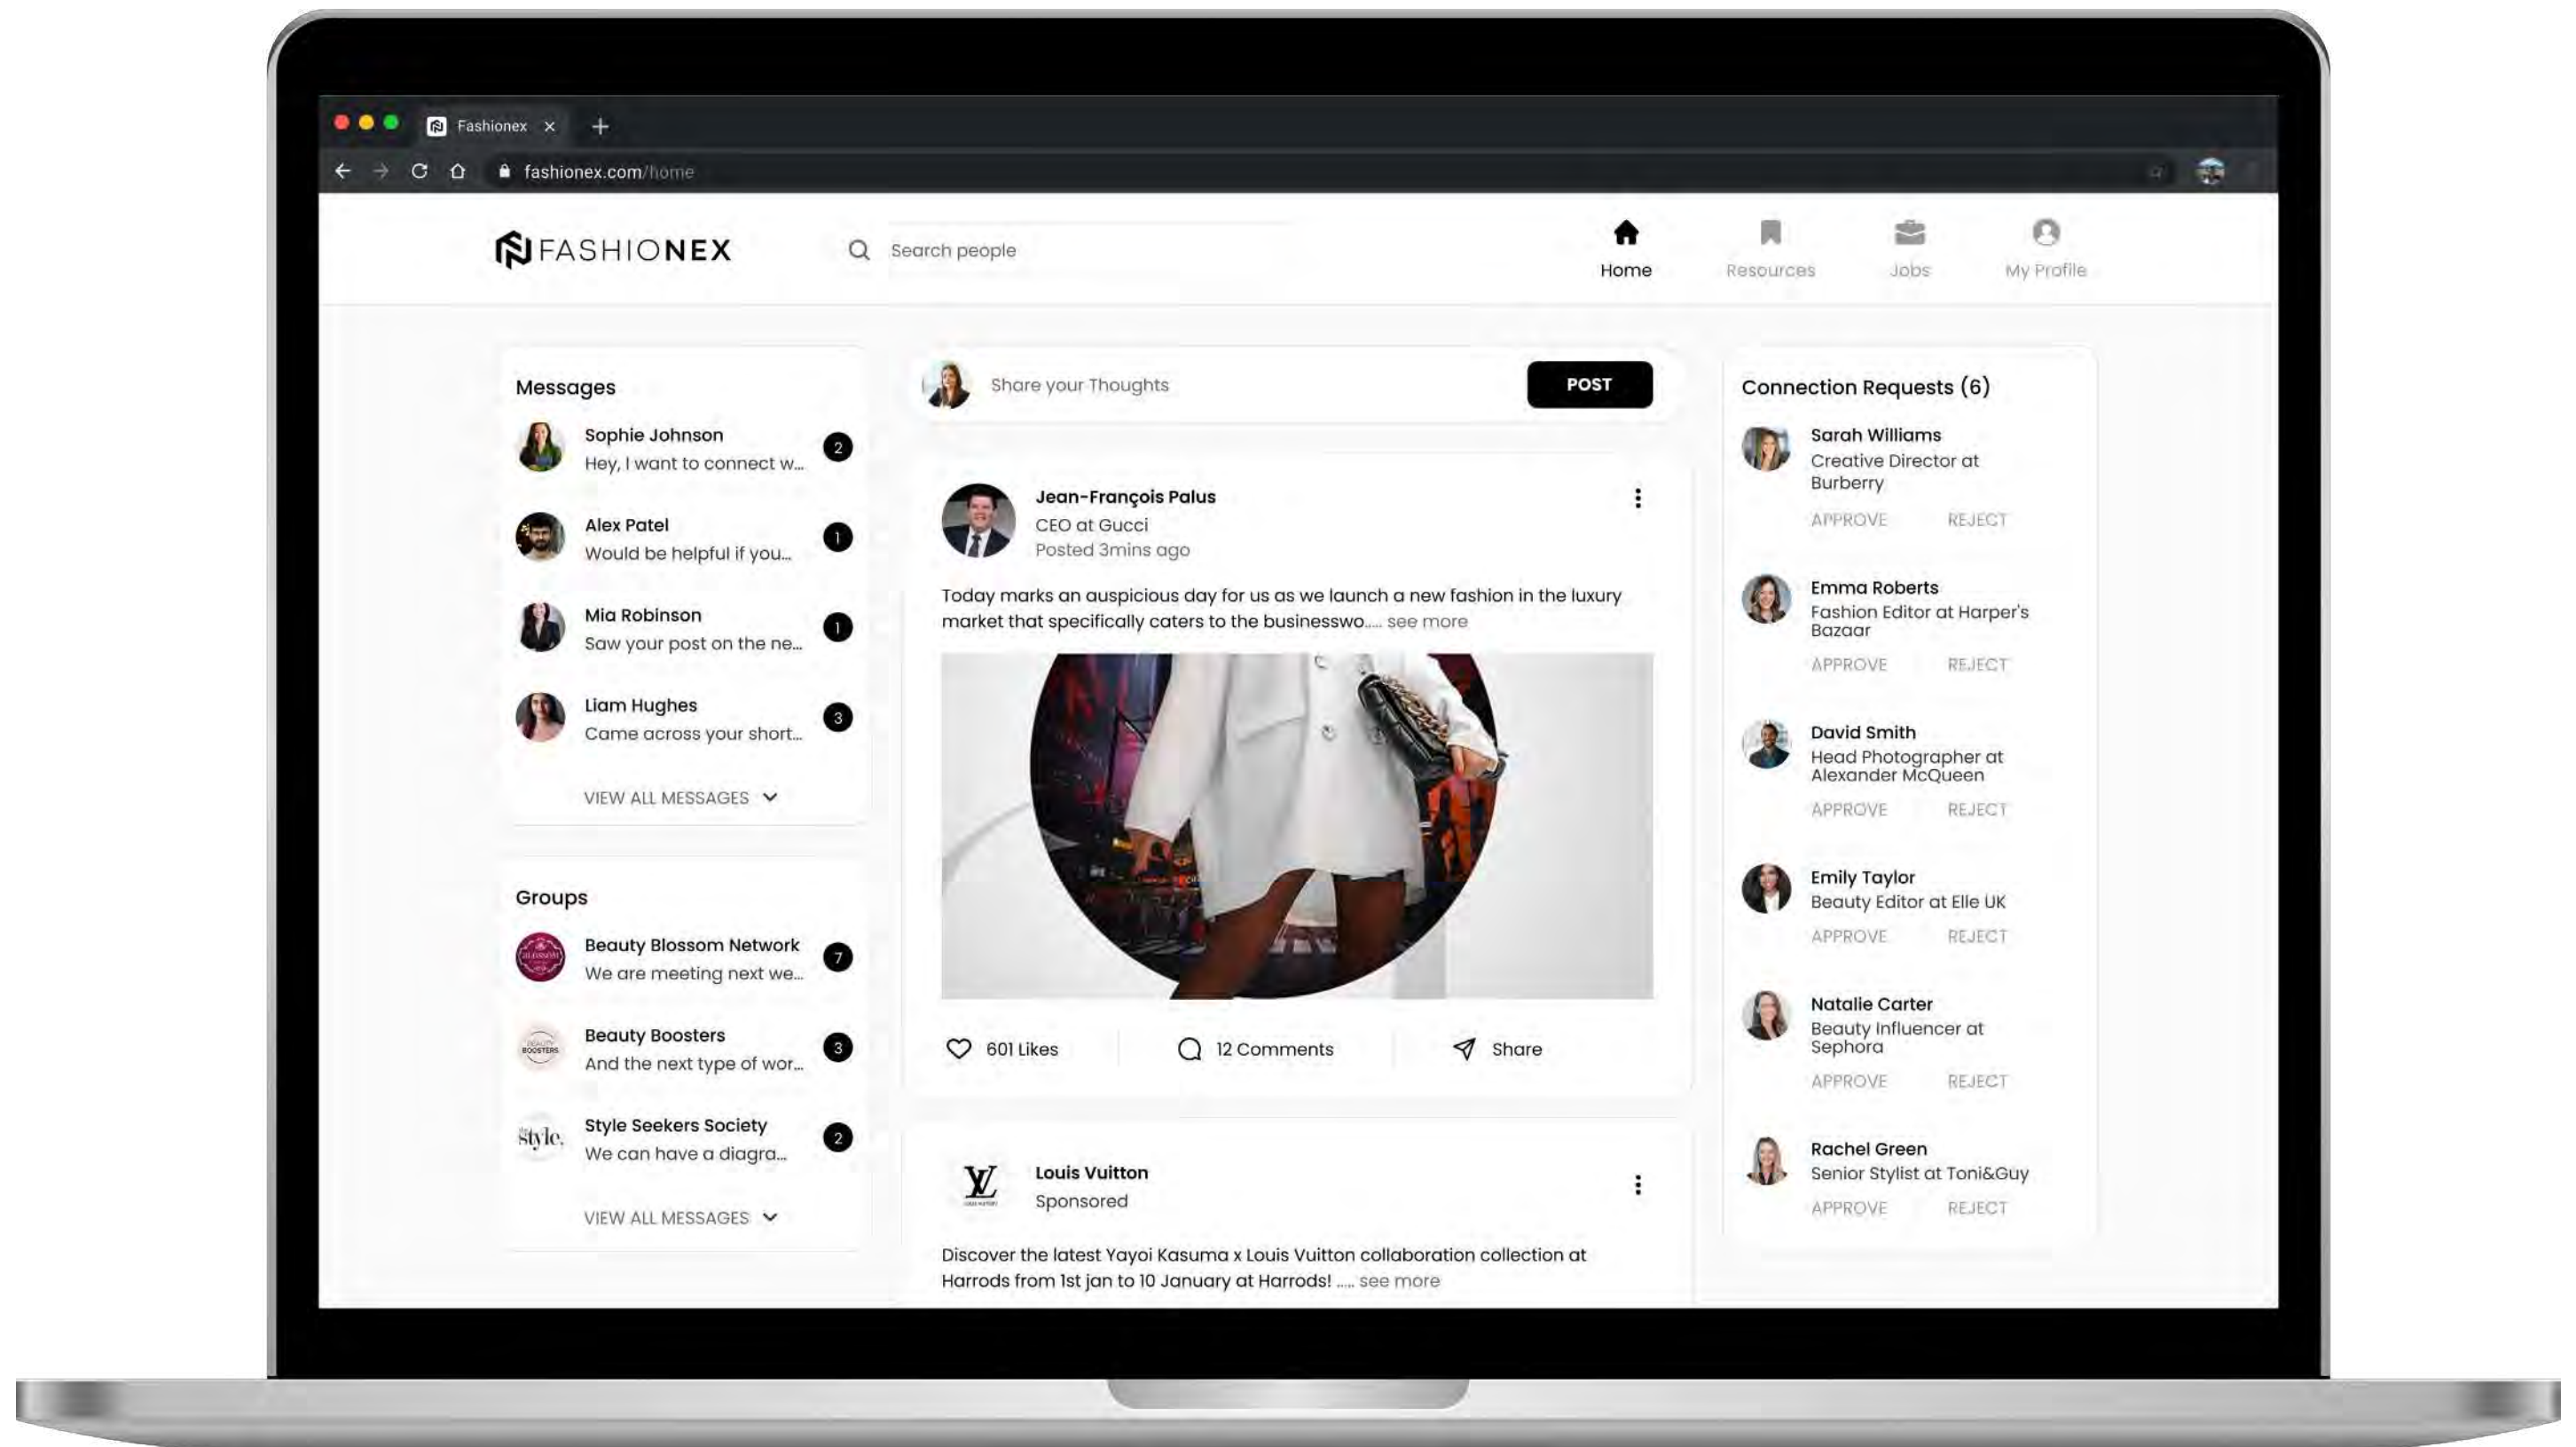 Fashionex
fashionex.com/home
FASHIONEX
Search people
Home
Resources
Jobs
My Profile
Messages
Sophie Johnson
2
Hey, I want to connect w...
Alex Patel
1
Would be helpful if you...
Mia Robinson
1
Saw your post on the ne...
Liam Hughes
3
Came across your short...
VIEW ALL MESSAGES
Groups
Beauty Blossom Network
7
We are meeting next we...
BLOSSOM
Beauty Boosters
3
And the next type of wor...
BEAUTY
BOOSTERS
Style Seekers Society
2
We can have a diagra...
style.
VIEW ALL MESSAGES
Share your Thoughts
POST
Jean-François Palus
CEO at Gucci
Posted 3mins ago
Today marks an auspicious day for us as we launch a new fashion in the luxury
market that specifically caters to the businesswo.... see more
601 Likes
12 Comments
Share
LV
LOUIS VUITTON
Louis Vuitton
Sponsored
Discover the latest Yayoi Kasuma x Louis Vuitton collaboration collection at
Harrods from 1st jan to 10 January at Harrods! ..... see more
Connection Requests (6)
Sarah Williams
Creative Director at
Burberry
APPROVE REJECT
Emma Roberts
Fashion Editor at Harper's
Bazaar
APPROVE REJECT
David Smith
Head Photographer at
Alexander McQueen
APPROVE REJECT
Emily Taylor
Beauty Editor at Elle UK
APPROVE REJECT
Natalie Carter
Beauty Influencer at
Sephora
APPROVE REJECT
Rachel Green
Senior Stylist at Toni&Guy
APPROVE REJECT